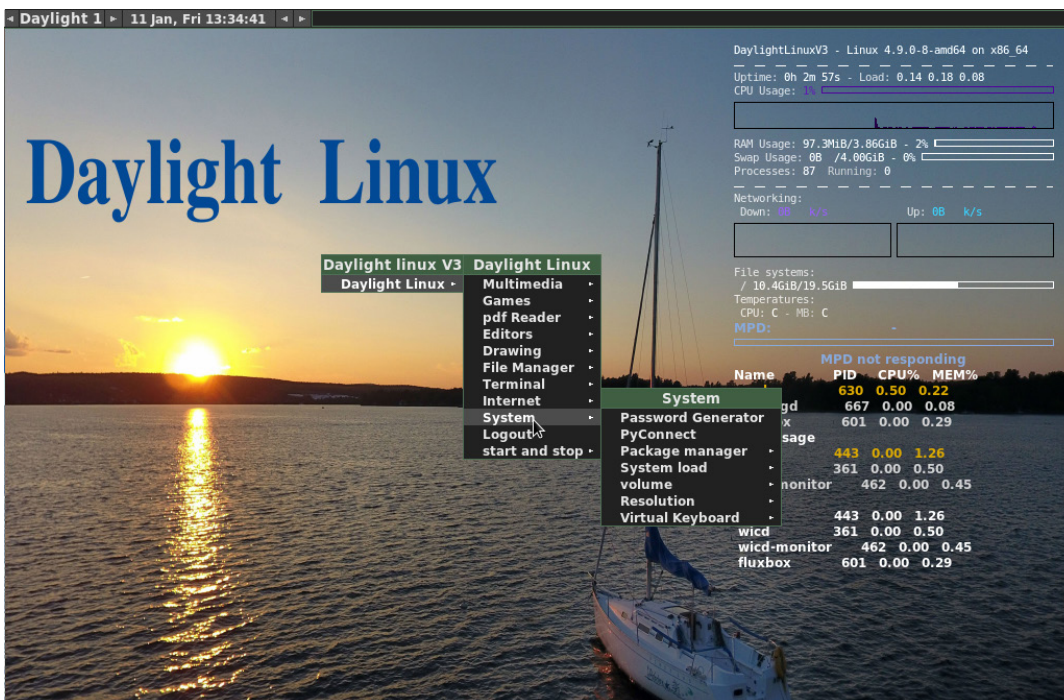 Daylight 1
11 Jan, Fri 13:34:41
Daylight Linux
DaylightLinuxV3 - Linux 4.9.0-8-amd64 on x86_64
Uptime: 0h 2m 57s - Load: 0.14 0.18 0.08
CPU Usage: 1%
RAM Usage: 97.3MiB/3.86GiB - 2%
Swap Usage: 0B /4.00GiB - 0%
Processes: 87 Running: 0
Networking:
Down: k/s Up: 0B k/s
File systems:
/ 10.4GiB/19.5GiB
Temperatures:
CPU: C - MB: C
MPD: -
MPD not responding
Name PID CPU% MEM%
630 0.50 0.22
gd 667 0.00 0.08
x 601 0.00 0.29
sage
443 0.00 1.26
361 0.00 0.50
monitor 462 0.00 0.45
443 0.00 1.26
wicd 361 0.00 0.50
wicd-monitor 462 0.00 0.45
fluxbox 601 0.00 0.29
Daylight linux V3
Daylight Linux
Daylight Linux
Multimedia
Games
pdf Reader
Editors
Drawing
File Manager
Terminal
Internet
System
Logout
start and stop
System
Password Generator
PyConnect
Package manager
System load
volume
Resolution
Virtual Keyboard